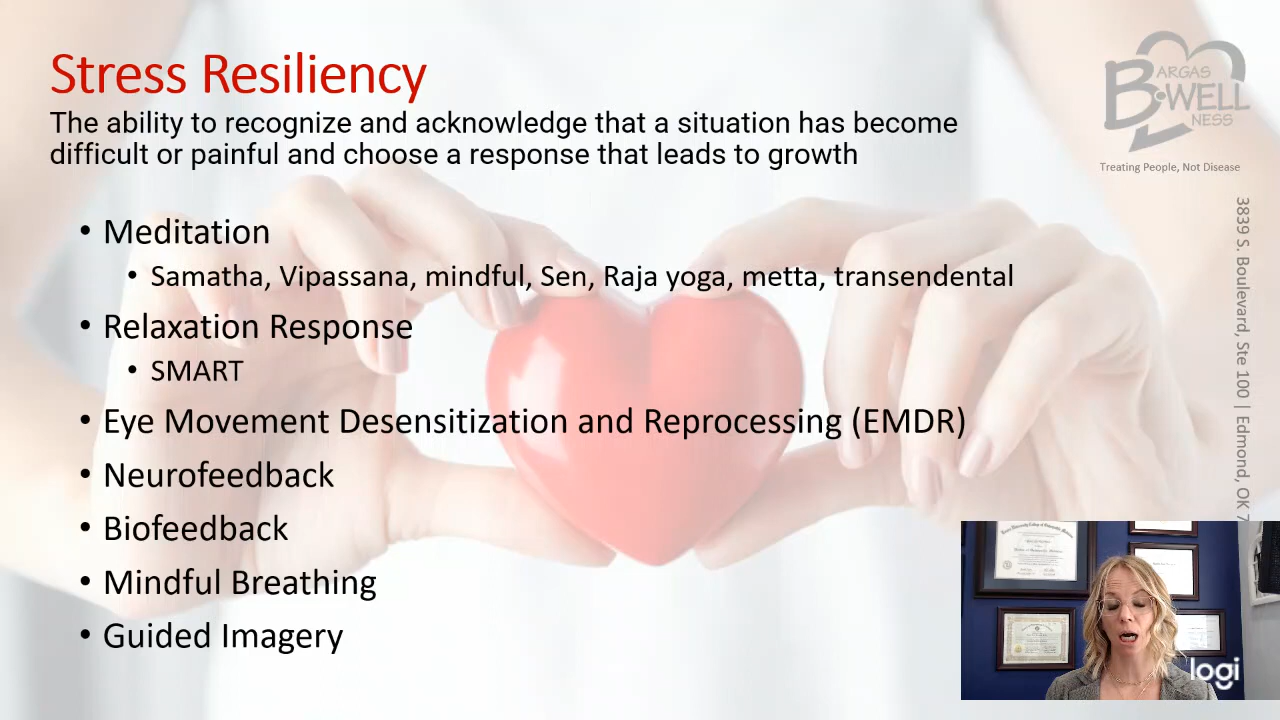 Stress Resiliency
The ability to recognize and acknowledge that a situation has become
difficult or painful and choose a response that leads to growth
• Meditation
• Samatha, Vipassana, mindful, Sen, Raja yoga, metta, transendental
• Relaxation Response
• SMART
• Eye Movement Desensitization and Reprocessing (EMDR)
• Neurofeedback
• Biofeedback
• Mindful Breathing
• Guided Imagery
BARGAS
B•WELL
NESS
Treating People, Not Disease
3839 S. Boulevard, Ste 100 | Edmond, OK 7
logi